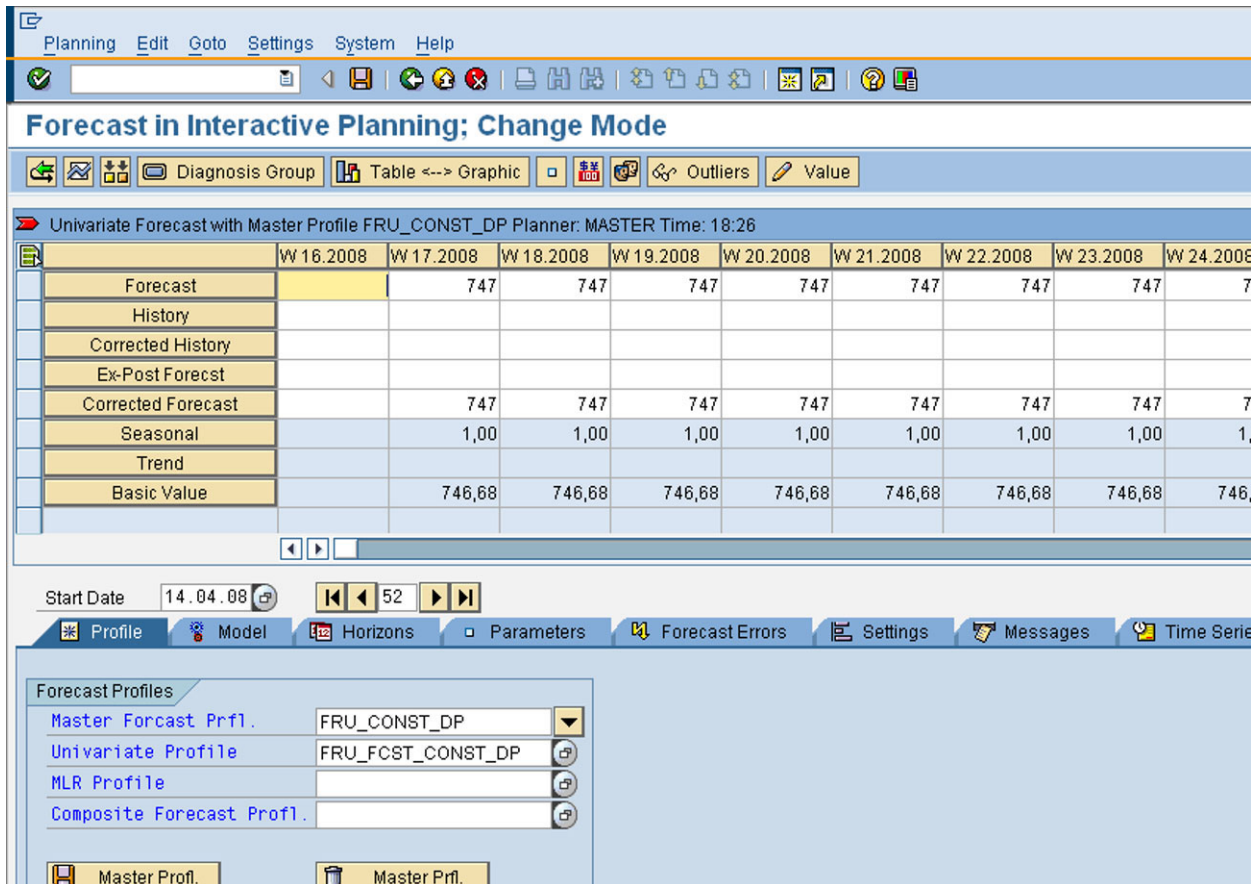 Planning Edit Goto Settings System Help
Forecast in Interactive Planning; Change Mode
Diagnosis Group Table <--> Graphic Outliers Value
Univariate Forecast with Master Profile FRU_CONST_DP Planner: MASTER Time: 18:26
W 16.2008 W 17.2008 W 18.2008 W 19.2008 W 20.2008 W 21.2008 W 22.2008 W 23.2008 W 24.2008
Forecast 747 747 747 747 747 747 747 7
History
Corrected History
Ex-Post Forecst
Corrected Forecast 747 747 747 747 747 747 747 7
Seasonal 1,00 1,00 1,00 1,00 1,00 1,00 1,00 1,
Trend
Basic Value 746,68 746,68 746,68 746,68 746,68 746,68 746,68 746,
Start Date 14.04.08 52
Profile Model Horizons Parameters Forecast Errors Settings Messages Time Serie
Forecast Profiles
Master Forcast Prfl. FRU_CONST_DP
Univariate Profile FRU_FCST_CONST_DP
MLR Profile
Composite Forecast Profl.
Master Profl. Master Prfl.